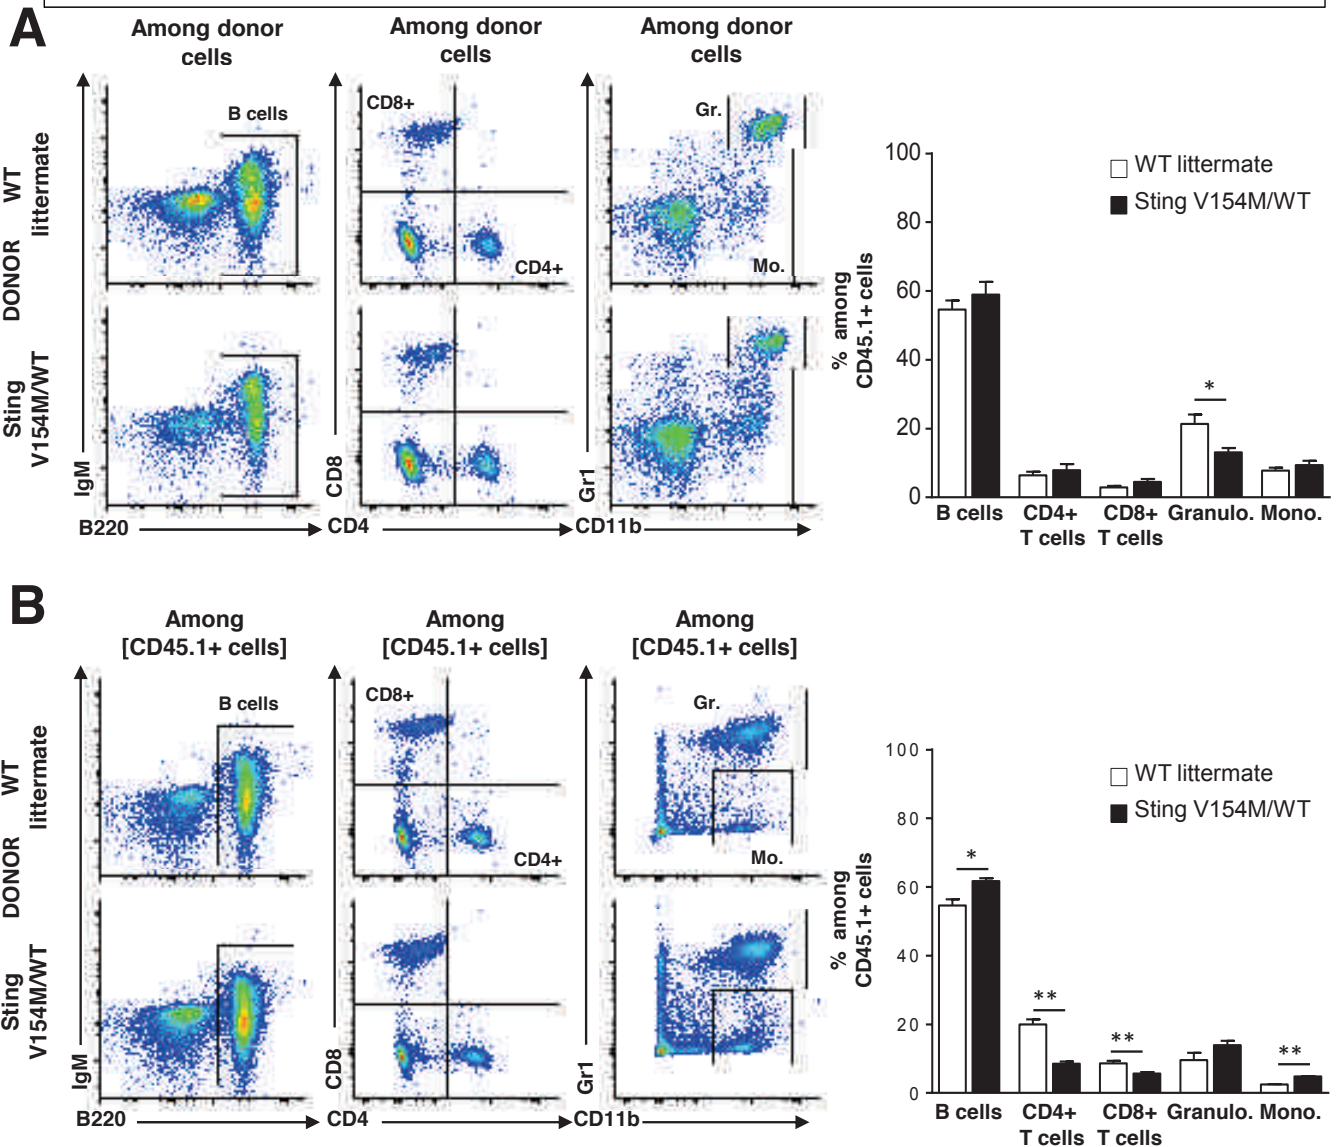 A
Among donor
cells
Among donor
cells
Among donor
cells
DONOR
WT
littermate
Sting
V154M/WT
B cells
CD8+
CD4+
Gr.
Mo.
IgM
B220
CD8
CD4
Gr1
CD11b
% among
CD45.1+ cells
100
80
60
40
20
0
WT littermate
Sting V154M/WT
*
B cells
CD4+
T cells
CD8+
T cells
Granulo.
Mono.
B
Among
[CD45.1+ cells]
Among
[CD45.1+ cells]
Among
[CD45.1+ cells]
DONOR
WT
littermate
Sting
V154M/WT
B cells
CD8+
CD4+
Gr.
Mo.
IgM
B220
CD8
CD4
Gr1
CD11b
% among
CD45.1+ cells
100
80
60
40
20
0
WT littermate
Sting V154M/WT
*
**
**
**
B cells
CD4+
T cells
CD8+
T cells
Granulo.
Mono.